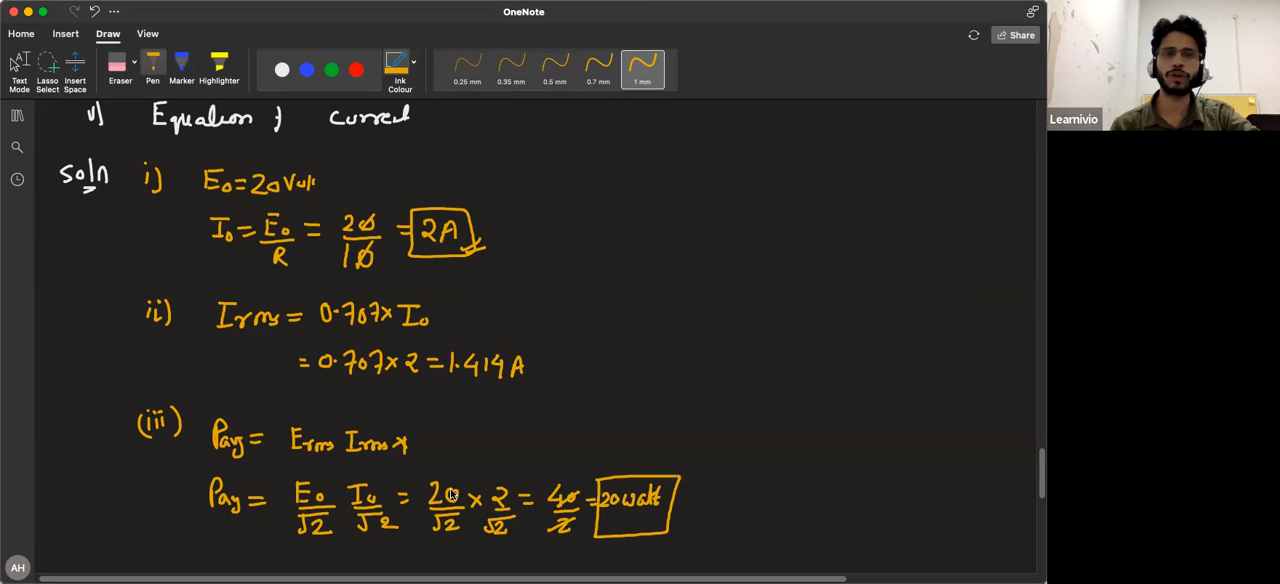 OneNote
Home Insert Draw View
Share
Text Mode
Lasso Select
Insert Space
Eraser
Pen
Marker
Highlighter
Ink Colour
0.25 mm 0.35 mm 0.5 mm 0.7 mm 1 mm
Learnivio
v) Equation of current
Soln i) E₀=20 Volt
I₀ = E₀/R = 20/10 = 2A
ii) Irms = 0.707× I₀
= 0.707×2 = 1.414 A
(iii) Pavg = Erms Irms *
Pavg = E₀/√2 I₀/√2 = 20/√2 × 2/√2 = 40/2 = 20 watt
AH